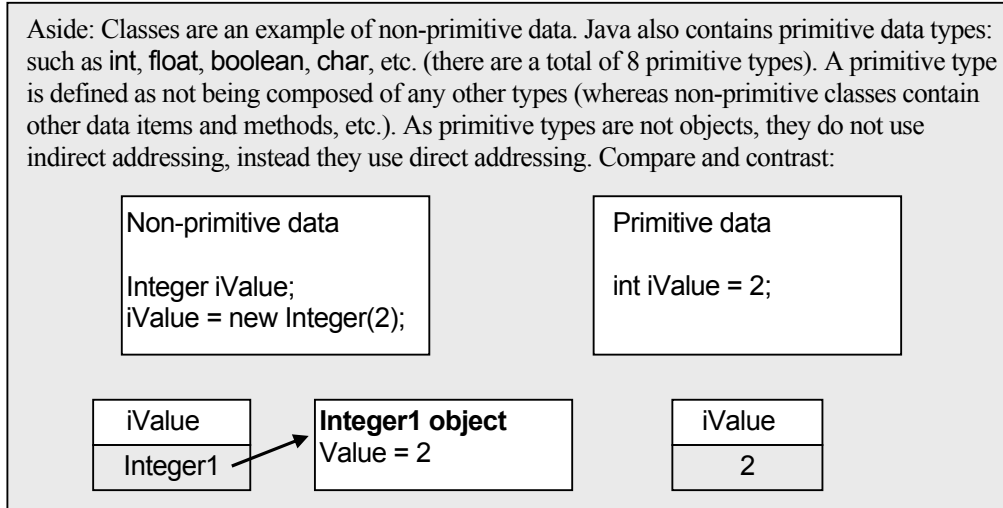 Aside: Classes are an example of non-primitive data. Java also contains primitive data types:
such as int, float, boolean, char, etc. (there are a total of 8 primitive types). A primitive type
is defined as not being composed of any other types (whereas non-primitive classes contain
other data items and methods, etc.). As primitive types are not objects, they do not use
indirect addressing, instead they use direct addressing. Compare and contrast:
Non-primitive data
Integer iValue;
iValue = new Integer(2);
Primitive data
int iValue = 2;
iValue
Integer1
Integer1 object
Value = 2
iValue
2